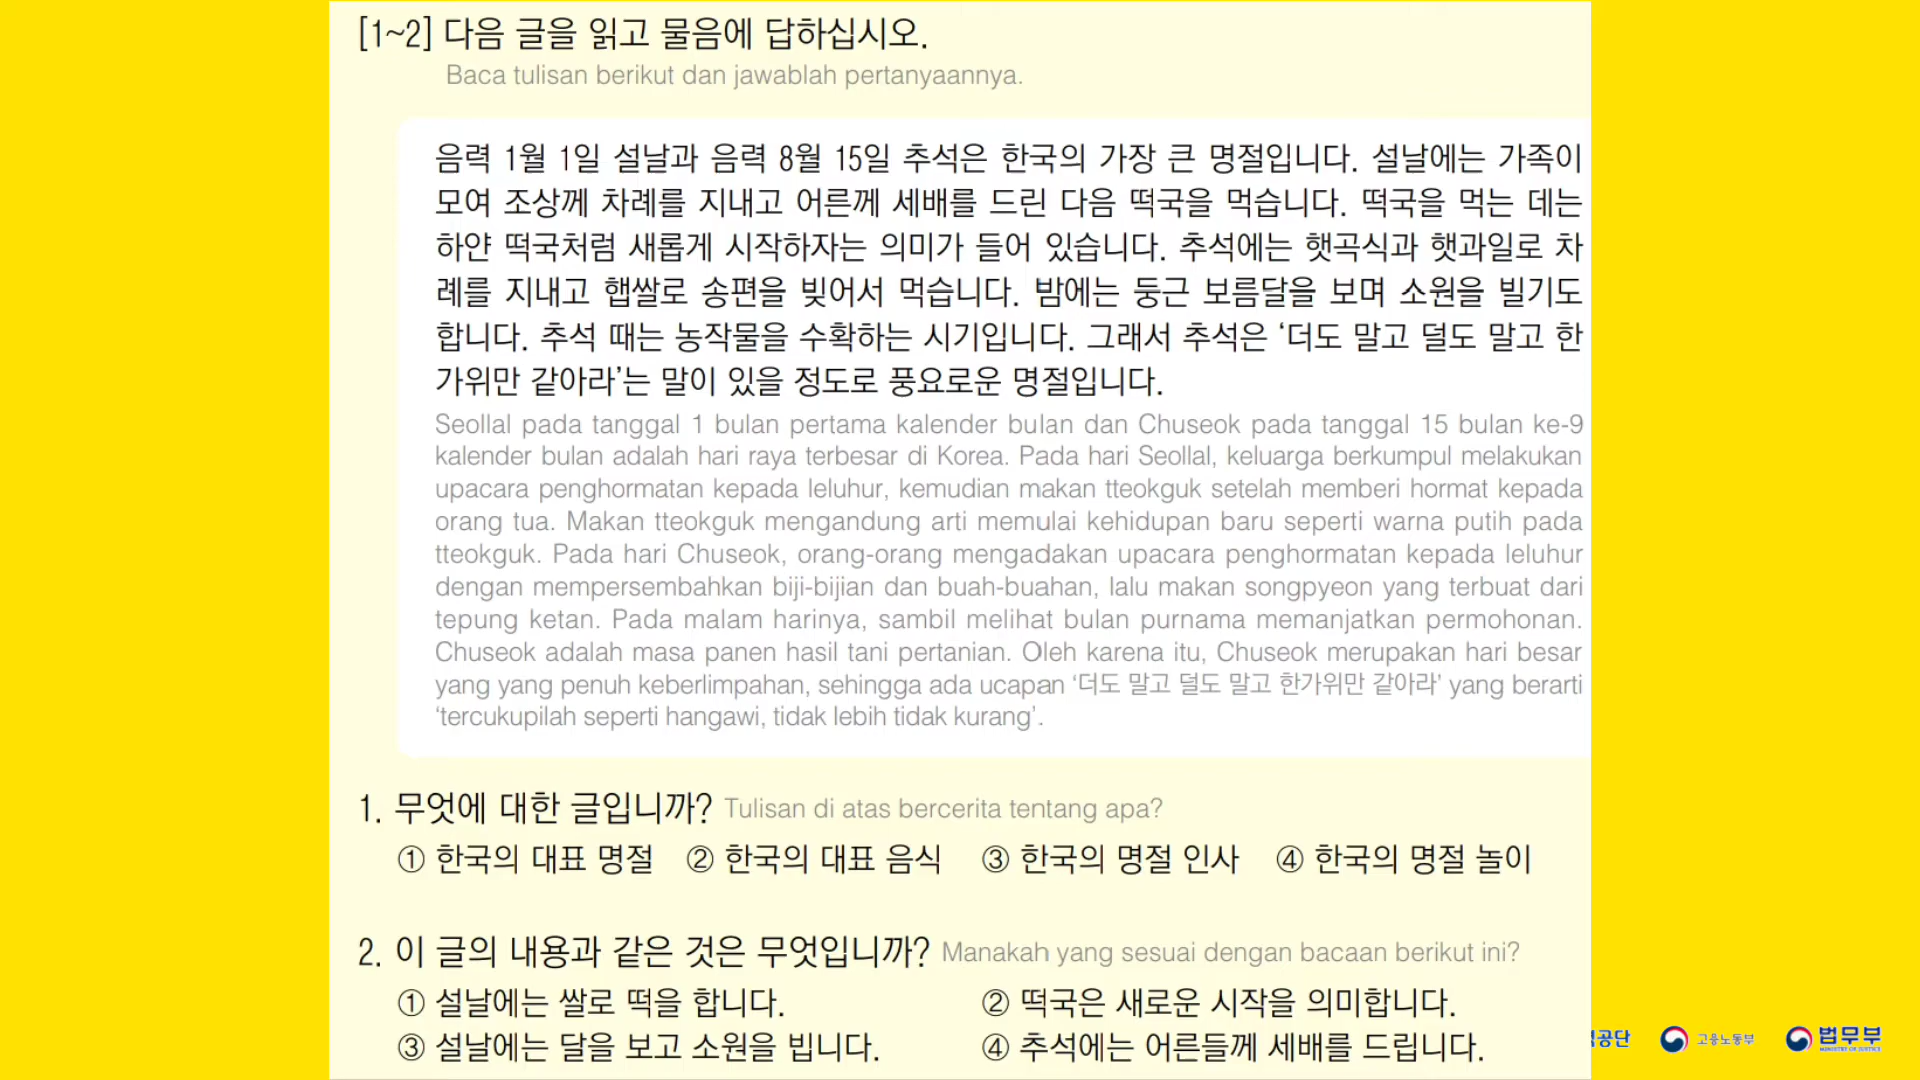 [1~2] 다음 글을 읽고 물음에 답하십시오.
Baca tulisan berikut dan jawablah pertanyaannya.
음력 1월 1일 설날과 음력 8월 15일 추석은 한국의 가장 큰 명절입니다. 설날에는 가족이
모여 조상께 차례를 지내고 어른께 세배를 드린 다음 떡국을 먹습니다. 떡국을 먹는 데는
하얀 떡국처럼 새롭게 시작하자는 의미가 들어 있습니다. 추석에는 햇곡식과 햇과일로 차
례를 지내고 햅쌀로 송편을 빚어서 먹습니다. 밤에는 둥근 보름달을 보며 소원을 빌기도
합니다. 추석 때는 농작물을 수확하는 시기입니다. 그래서 추석은 ‘더도 말고 덜도 말고 한
가위만 같아라’는 말이 있을 정도로 풍요로운 명절입니다.
Seollal pada tanggal 1 bulan pertama kalender bulan dan Chuseok pada tanggal 15 bulan ke-9
kalender bulan adalah hari raya terbesar di Korea. Pada hari Seollal, keluarga berkumpul melakukan
upacara penghormatan kepada leluhur, kemudian makan tteokguk setelah memberi hormat kepada
orang tua. Makan tteokguk mengandung arti memulai kehidupan baru seperti warna putih pada
tteokguk. Pada hari Chuseok, orang-orang mengadakan upacara penghormatan kepada leluhur
dengan mempersembahkan biji-bijian dan buah-buahan, lalu makan songpyeon yang terbuat dari
tepung ketan. Pada malam harinya, sambil melihat bulan purnama memanjatkan permohonan.
Chuseok adalah masa panen hasil tani pertanian. Oleh karena itu, Chuseok merupakan hari besar
yang yang penuh keberlimpahan, sehingga ada ucapan ‘더도 말고 덜도 말고 한가위만 같아라’ yang berarti
‘tercukupilah seperti hangawi, tidak lebih tidak kurang’.
1. 무엇에 대한 글입니까? Tulisan di atas bercerita tentang apa?
① 한국의 대표 명절 ② 한국의 대표 음식 ③ 한국의 명절 인사 ④ 한국의 명절 놀이
2. 이 글의 내용과 같은 것은 무엇입니까? Manakah yang sesuai dengan bacaan berikut ini?
① 설날에는 쌀로 떡을 합니다. ② 떡국은 새로운 시작을 의미합니다.
③ 설날에는 달을 보고 소원을 빕니다. ④ 추석에는 어른들께 세배를 드립니다.
공단 고용노동부 법무부
MINISTRY OF JUSTICE